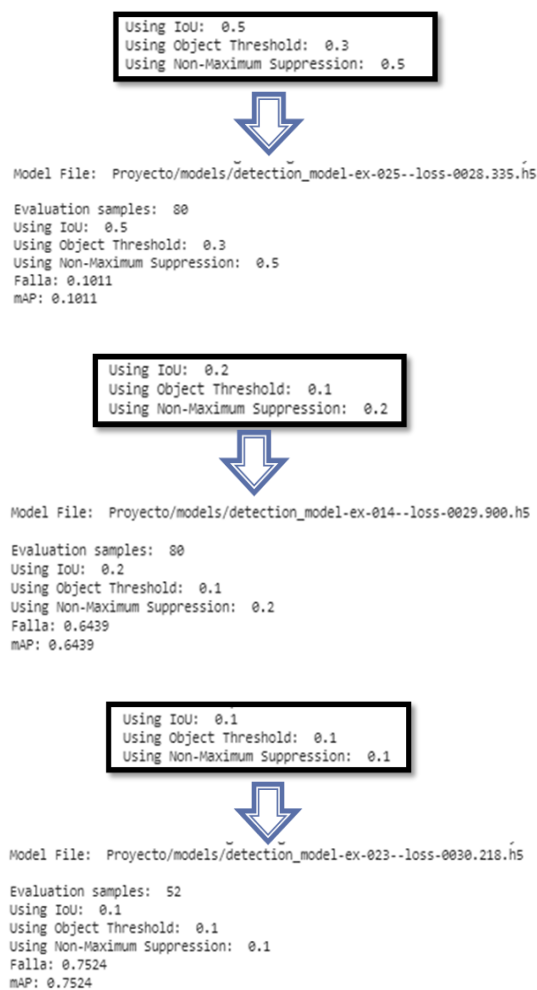 Using IoU:  0.5
Using Object Threshold:  0.3
Using Non-Maximum Suppression:  0.5
Model File:  Proyecto/models/detection_model-ex-025--loss-0028.335.h5
Evaluation samples:  80
Using IoU:  0.5
Using Object Threshold:  0.3
Using Non-Maximum Suppression:  0.5
Falla: 0.1011
mAP: 0.1011
Using IoU:  0.2
Using Object Threshold:  0.1
Using Non-Maximum Suppression:  0.2
Model File:  Proyecto/models/detection_model-ex-014--loss-0029.900.h5
Evaluation samples:  80
Using IoU:  0.2
Using Object Threshold:  0.1
Using Non-Maximum Suppression:  0.2
Falla: 0.6439
mAP: 0.6439
Using IoU:  0.1
Using Object Threshold:  0.1
Using Non-Maximum Suppression:  0.1
Model File:  Proyecto/models/detection_model-ex-023--loss-0030.218.h5
Evaluation samples:  52
Using IoU:  0.1
Using Object Threshold:  0.1
Using Non-Maximum Suppression:  0.1
Falla: 0.7524
mAP: 0.7524